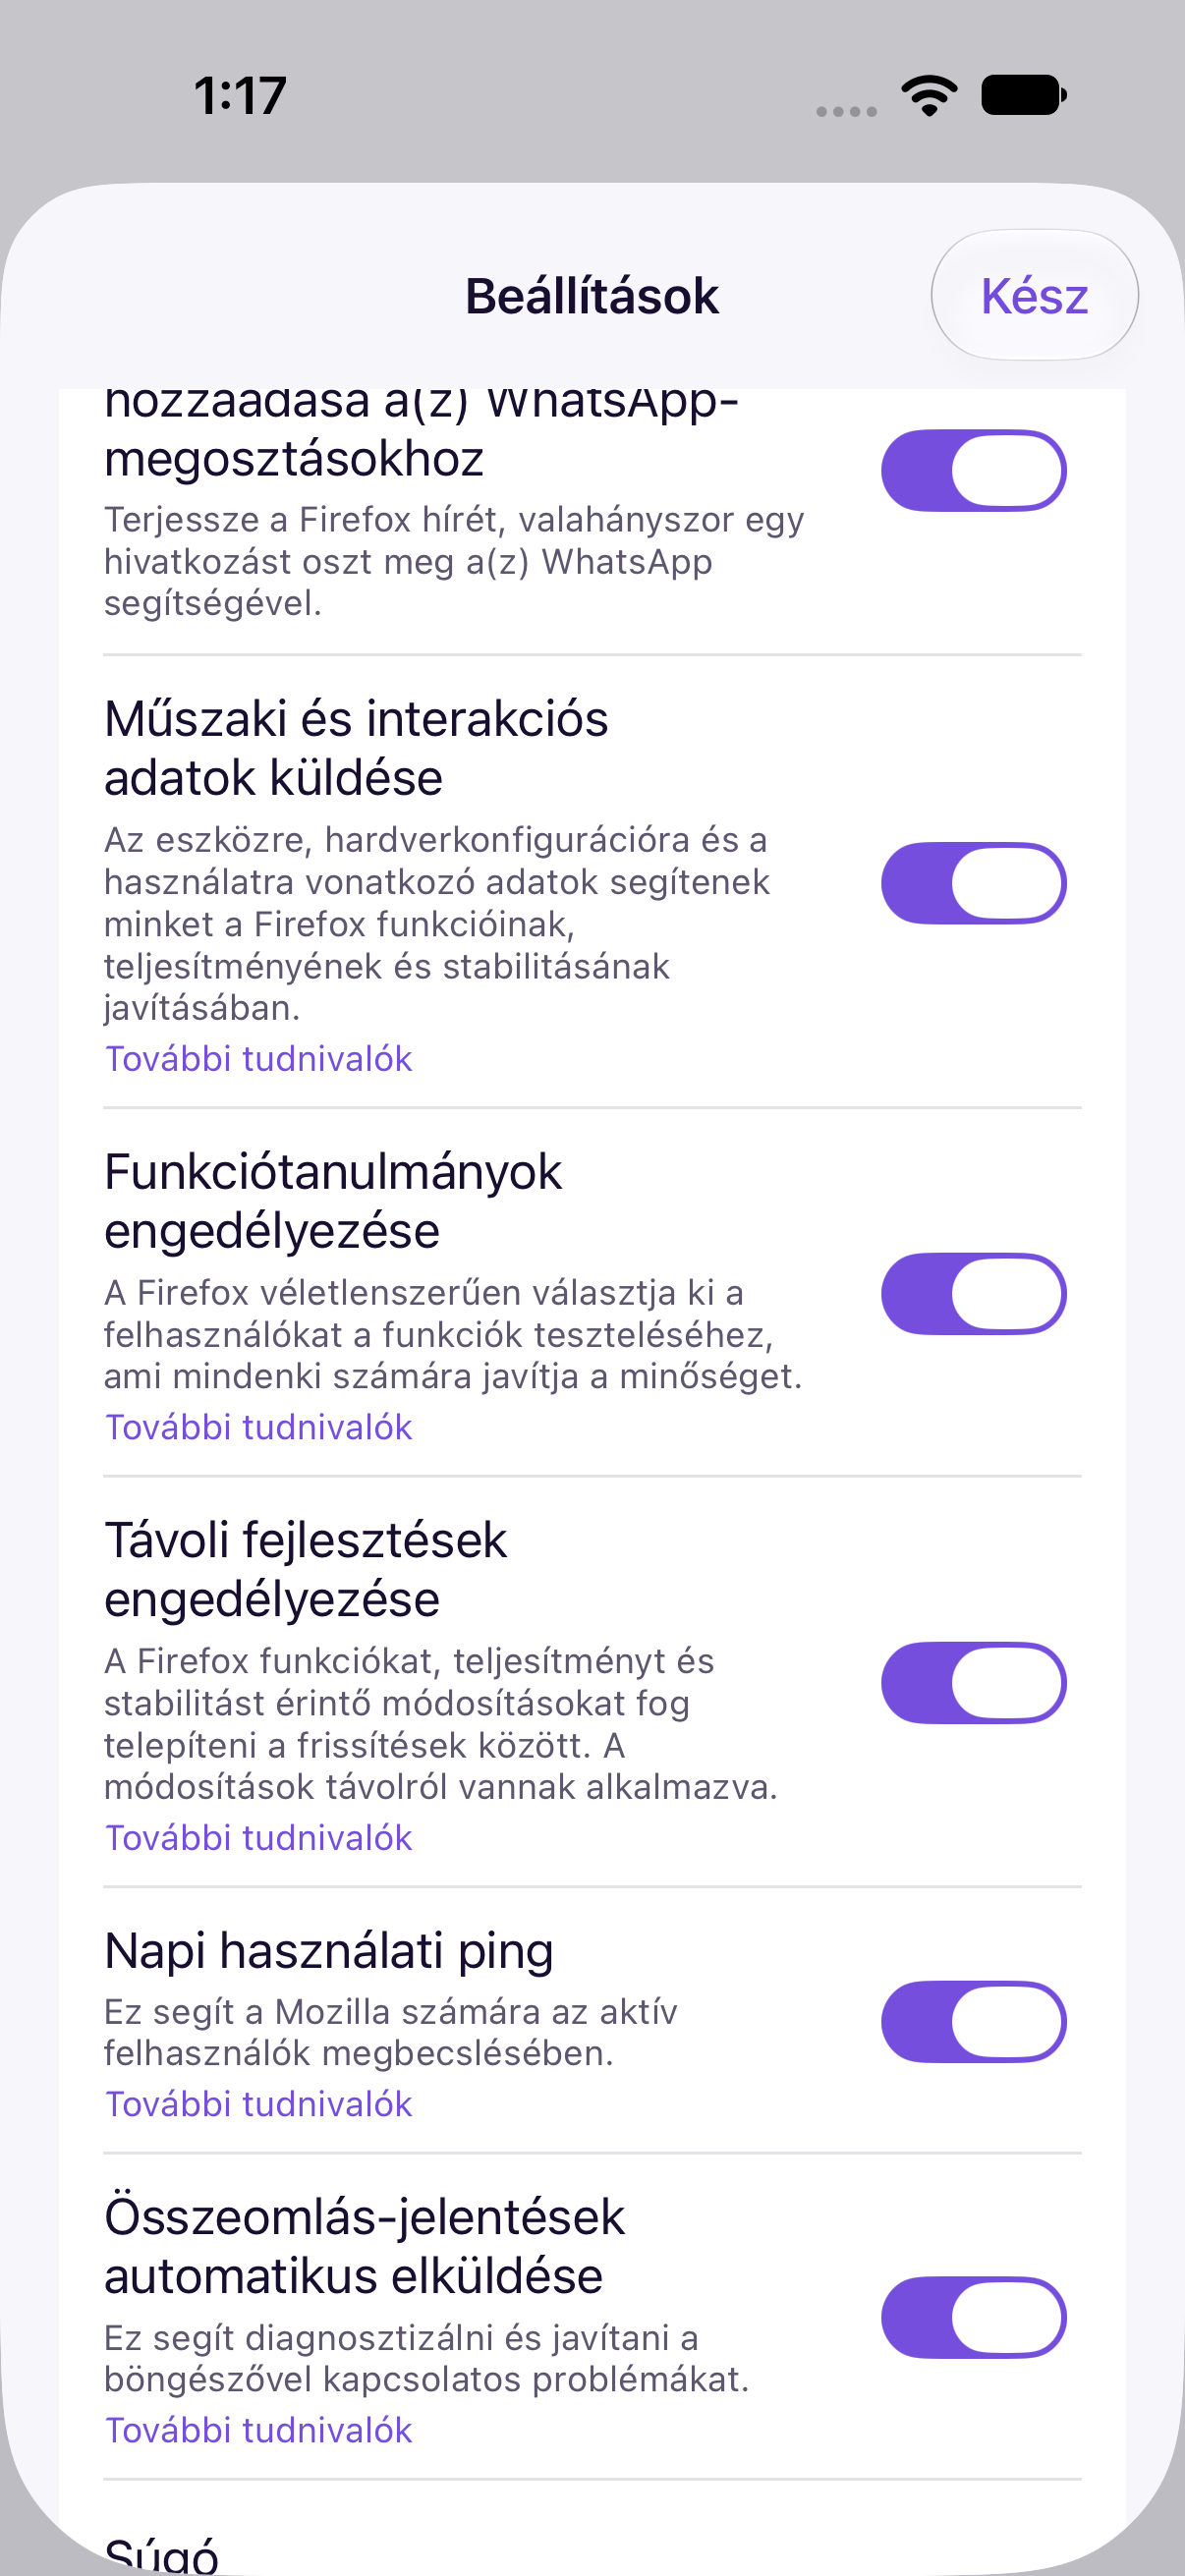 1:17
Beállítások
Kész
hozzáadása a(z) WhatsApp-
megosztásokhoz
Terjessze a Firefox hírét, valahányszor egy
hivatkozást oszt meg a(z) WhatsApp
segítségével.
Műszaki és interakciós
adatok küldése
Az eszközre, hardverkonfigurációra és a
használatra vonatkozó adatok segítenek
minket a Firefox funkcióinak,
teljesítményének és stabilitásának
javításában.
További tudnivalók
Funkciótanulmányok
engedélyezése
A Firefox véletlenszerűen választja ki a
felhasználókat a funkciók teszteléséhez,
ami mindenki számára javítja a minőséget.
További tudnivalók
Távoli fejlesztések
engedélyezése
A Firefox funkciókat, teljesítményt és
stabilitást érintő módosításokat fog
telepíteni a frissítések között. A
módosítások távolról vannak alkalmazva.
További tudnivalók
Napi használati ping
Ez segít a Mozilla számára az aktív
felhasználók megbecslésében.
További tudnivalók
Összeomlás-jelentések
automatikus elküldése
Ez segít diagnosztizálni és javítani a
böngészővel kapcsolatos problémákat.
További tudnivalók
Súgó